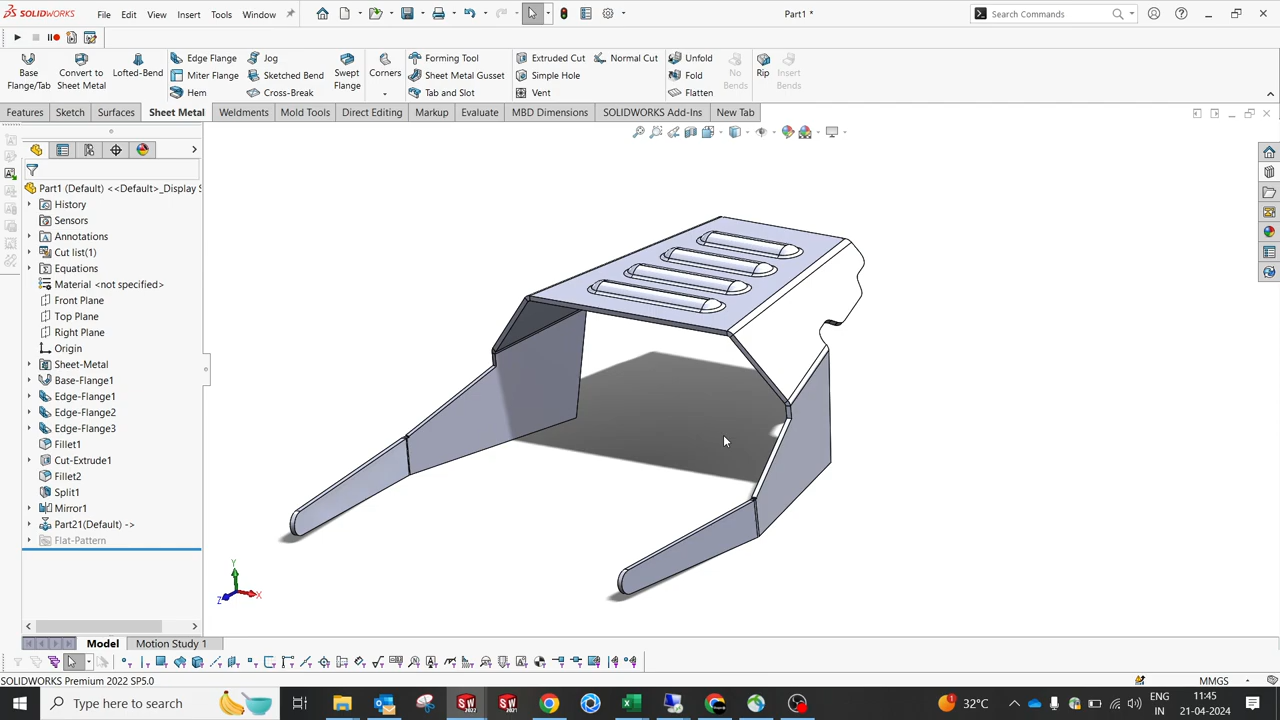 SOLIDWORKS
File
Edit
View
Insert
Tools
Window
Part1 *
Search Commands
Base Flange/Tab
Convert to Sheet Metal
Lofted-Bend
Edge Flange
Miter Flange
Hem
Jog
Sketched Bend
Cross-Break
Swept Flange
Corners
Forming Tool
Sheet Metal Gusset
Tab and Slot
Extruded Cut
Simple Hole
Vent
Normal Cut
Unfold
Fold
Flatten
No Bends
Rip
Insert Bends
Features
Sketch
Surfaces
Sheet Metal
Weldments
Mold Tools
Direct Editing
Markup
Evaluate
MBD Dimensions
SOLIDWORKS Add-Ins
New Tab
Part1 (Default) <<Default>_Display S
History
Sensors
Annotations
Cut list(1)
Equations
Material <not specified>
Front Plane
Top Plane
Right Plane
Origin
Sheet-Metal
Base-Flange1
Edge-Flange1
Edge-Flange2
Edge-Flange3
Fillet1
Cut-Extrude1
Fillet2
Split1
Mirror1
Part21(Default) ->
Flat-Pattern
Y
Z
X
Model
Motion Study 1
SOLIDWORKS Premium 2022 SP5.0
MMGS
Type here to search
SW 2022
SW 2021
32°C
ENG
IN
11:45
21-04-2024